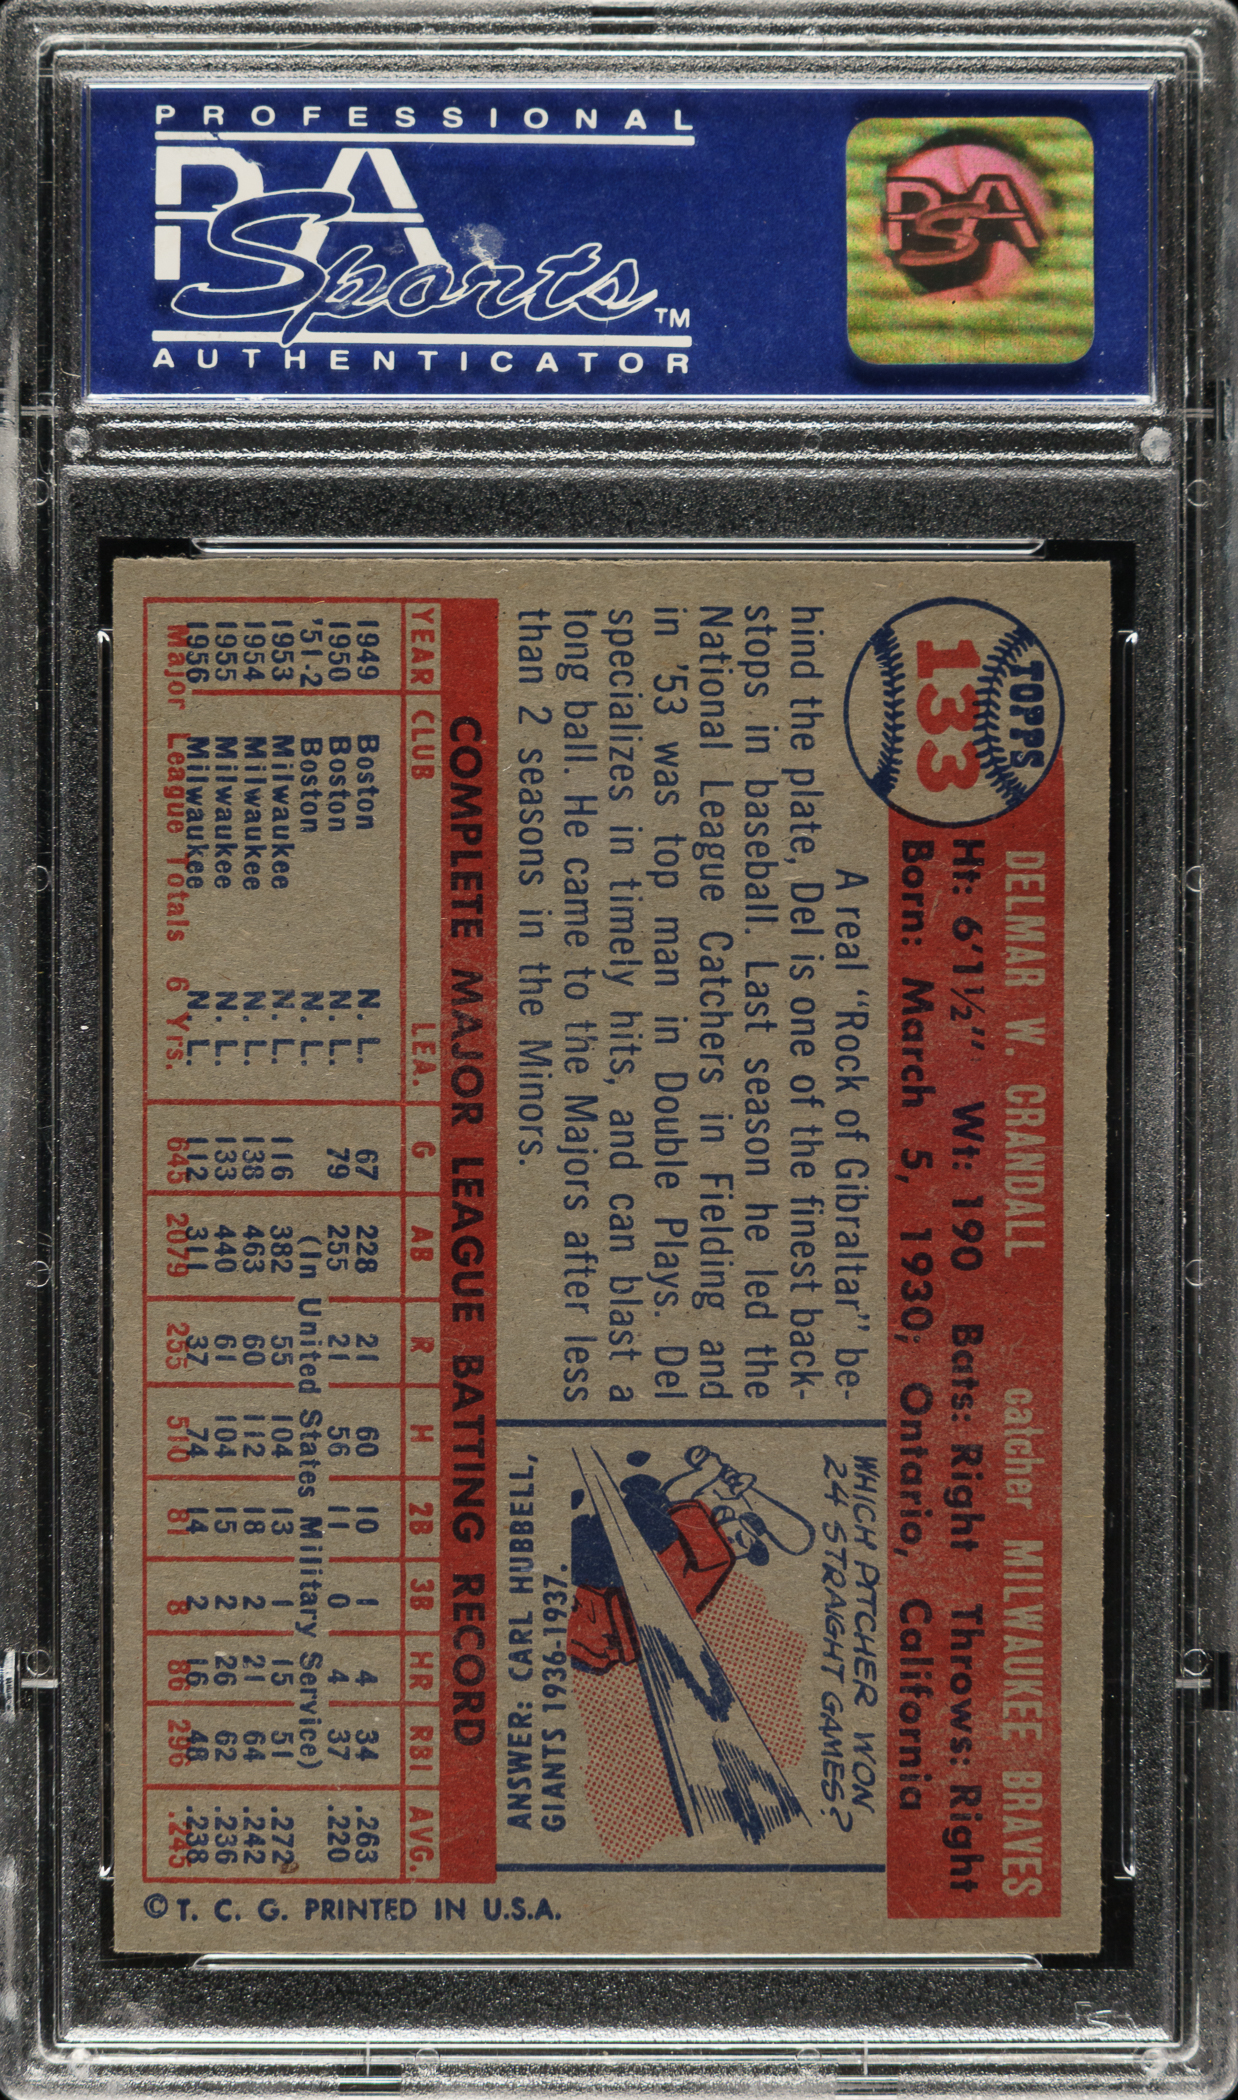 PROFESSIONAL
PSA
Sports™
AUTHENTICATOR
PSA
TOPPS
133
DELMAR W. CRANDALL catcher MILWAUKEE BRAVES
Ht: 6'1½" Wt: 190 Bats: Right Throws: Right
Born: March 5, 1930; Ontario, California
A real "Rock of Gibraltar" be-
hind the plate, Del is one of the finest back-
stops in baseball. Last season he led the
National League Catchers in Fielding and
in '53 was top man in Double Plays. Del
specializes in timely hits, and can blast a
long ball. He came to the Majors after less
than 2 seasons in the Minors.
WHICH PITCHER WON
24 STRAIGHT GAMES?
24
ANSWER: CARL HUBBELL,
GIANTS 1936-1937.
COMPLETE MAJOR LEAGUE BATTING RECORD
YEAR CLUB LEA. G AB R H 2B 3B HR RBI AVG.
1949 Boston N. L. 67 228 21 60 10 1 4 34 .263
1950 Boston N. L. 79 255 21 56 11 0 4 37 .220
'51-2 Boston N. L. (In United States Military Service)
1953 Milwaukee N. L. 116 382 55 104 13 1 15 51 .272
1954 Milwaukee N. L. 138 463 60 112 18 2 21 64 .242
1955 Milwaukee N. L. 133 440 61 104 15 2 26 62 .236
1956 Milwaukee N. L. 112 311 37 74 14 2 16 48 .238
Major League Totals 6 Yrs. 645 2079 255 510 81 8 86 296 .245
© T. C. G. PRINTED IN U.S.A.